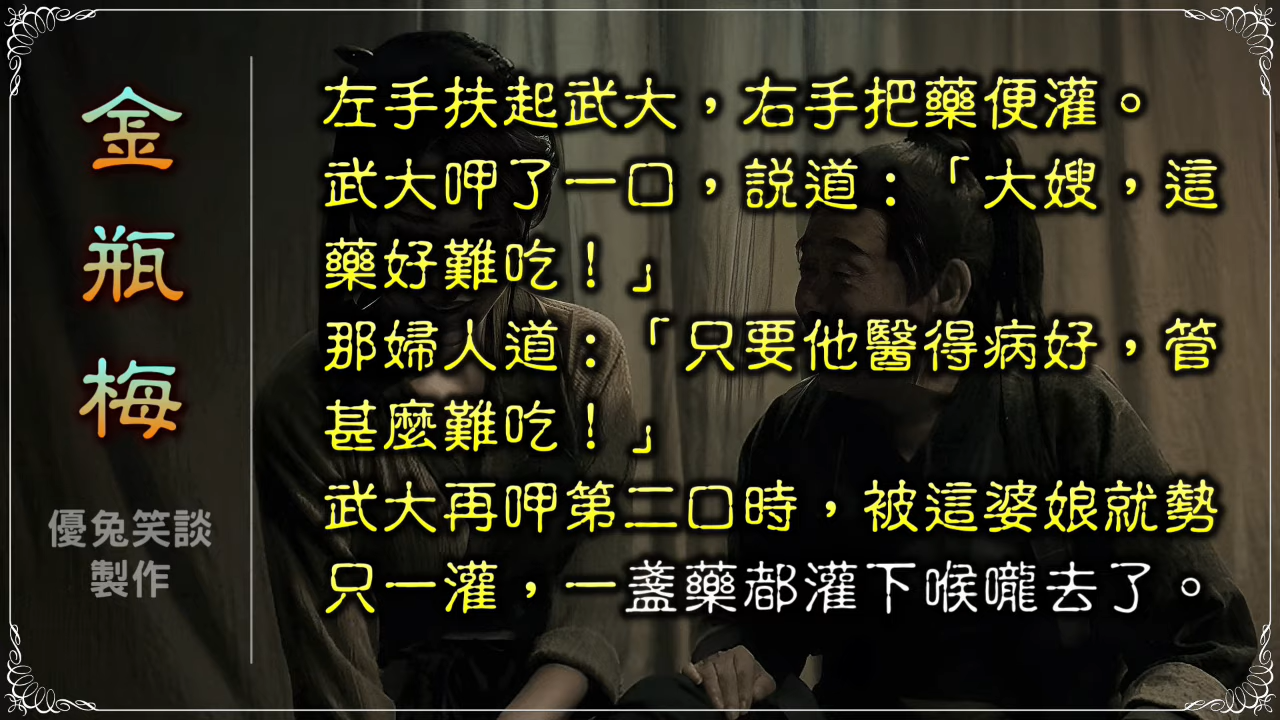 金瓶梅
優兔笑談
製作
左手扶起武大，右手把藥便灌。
武大呷了一口，説道：「大嫂，這
藥好難吃！」
那婦人道：「只要他醫得病好，管
甚麼難吃！」
武大再呷第二口時，被這婆娘就勢
只一灌，一盞藥都灌下喉嚨去了。